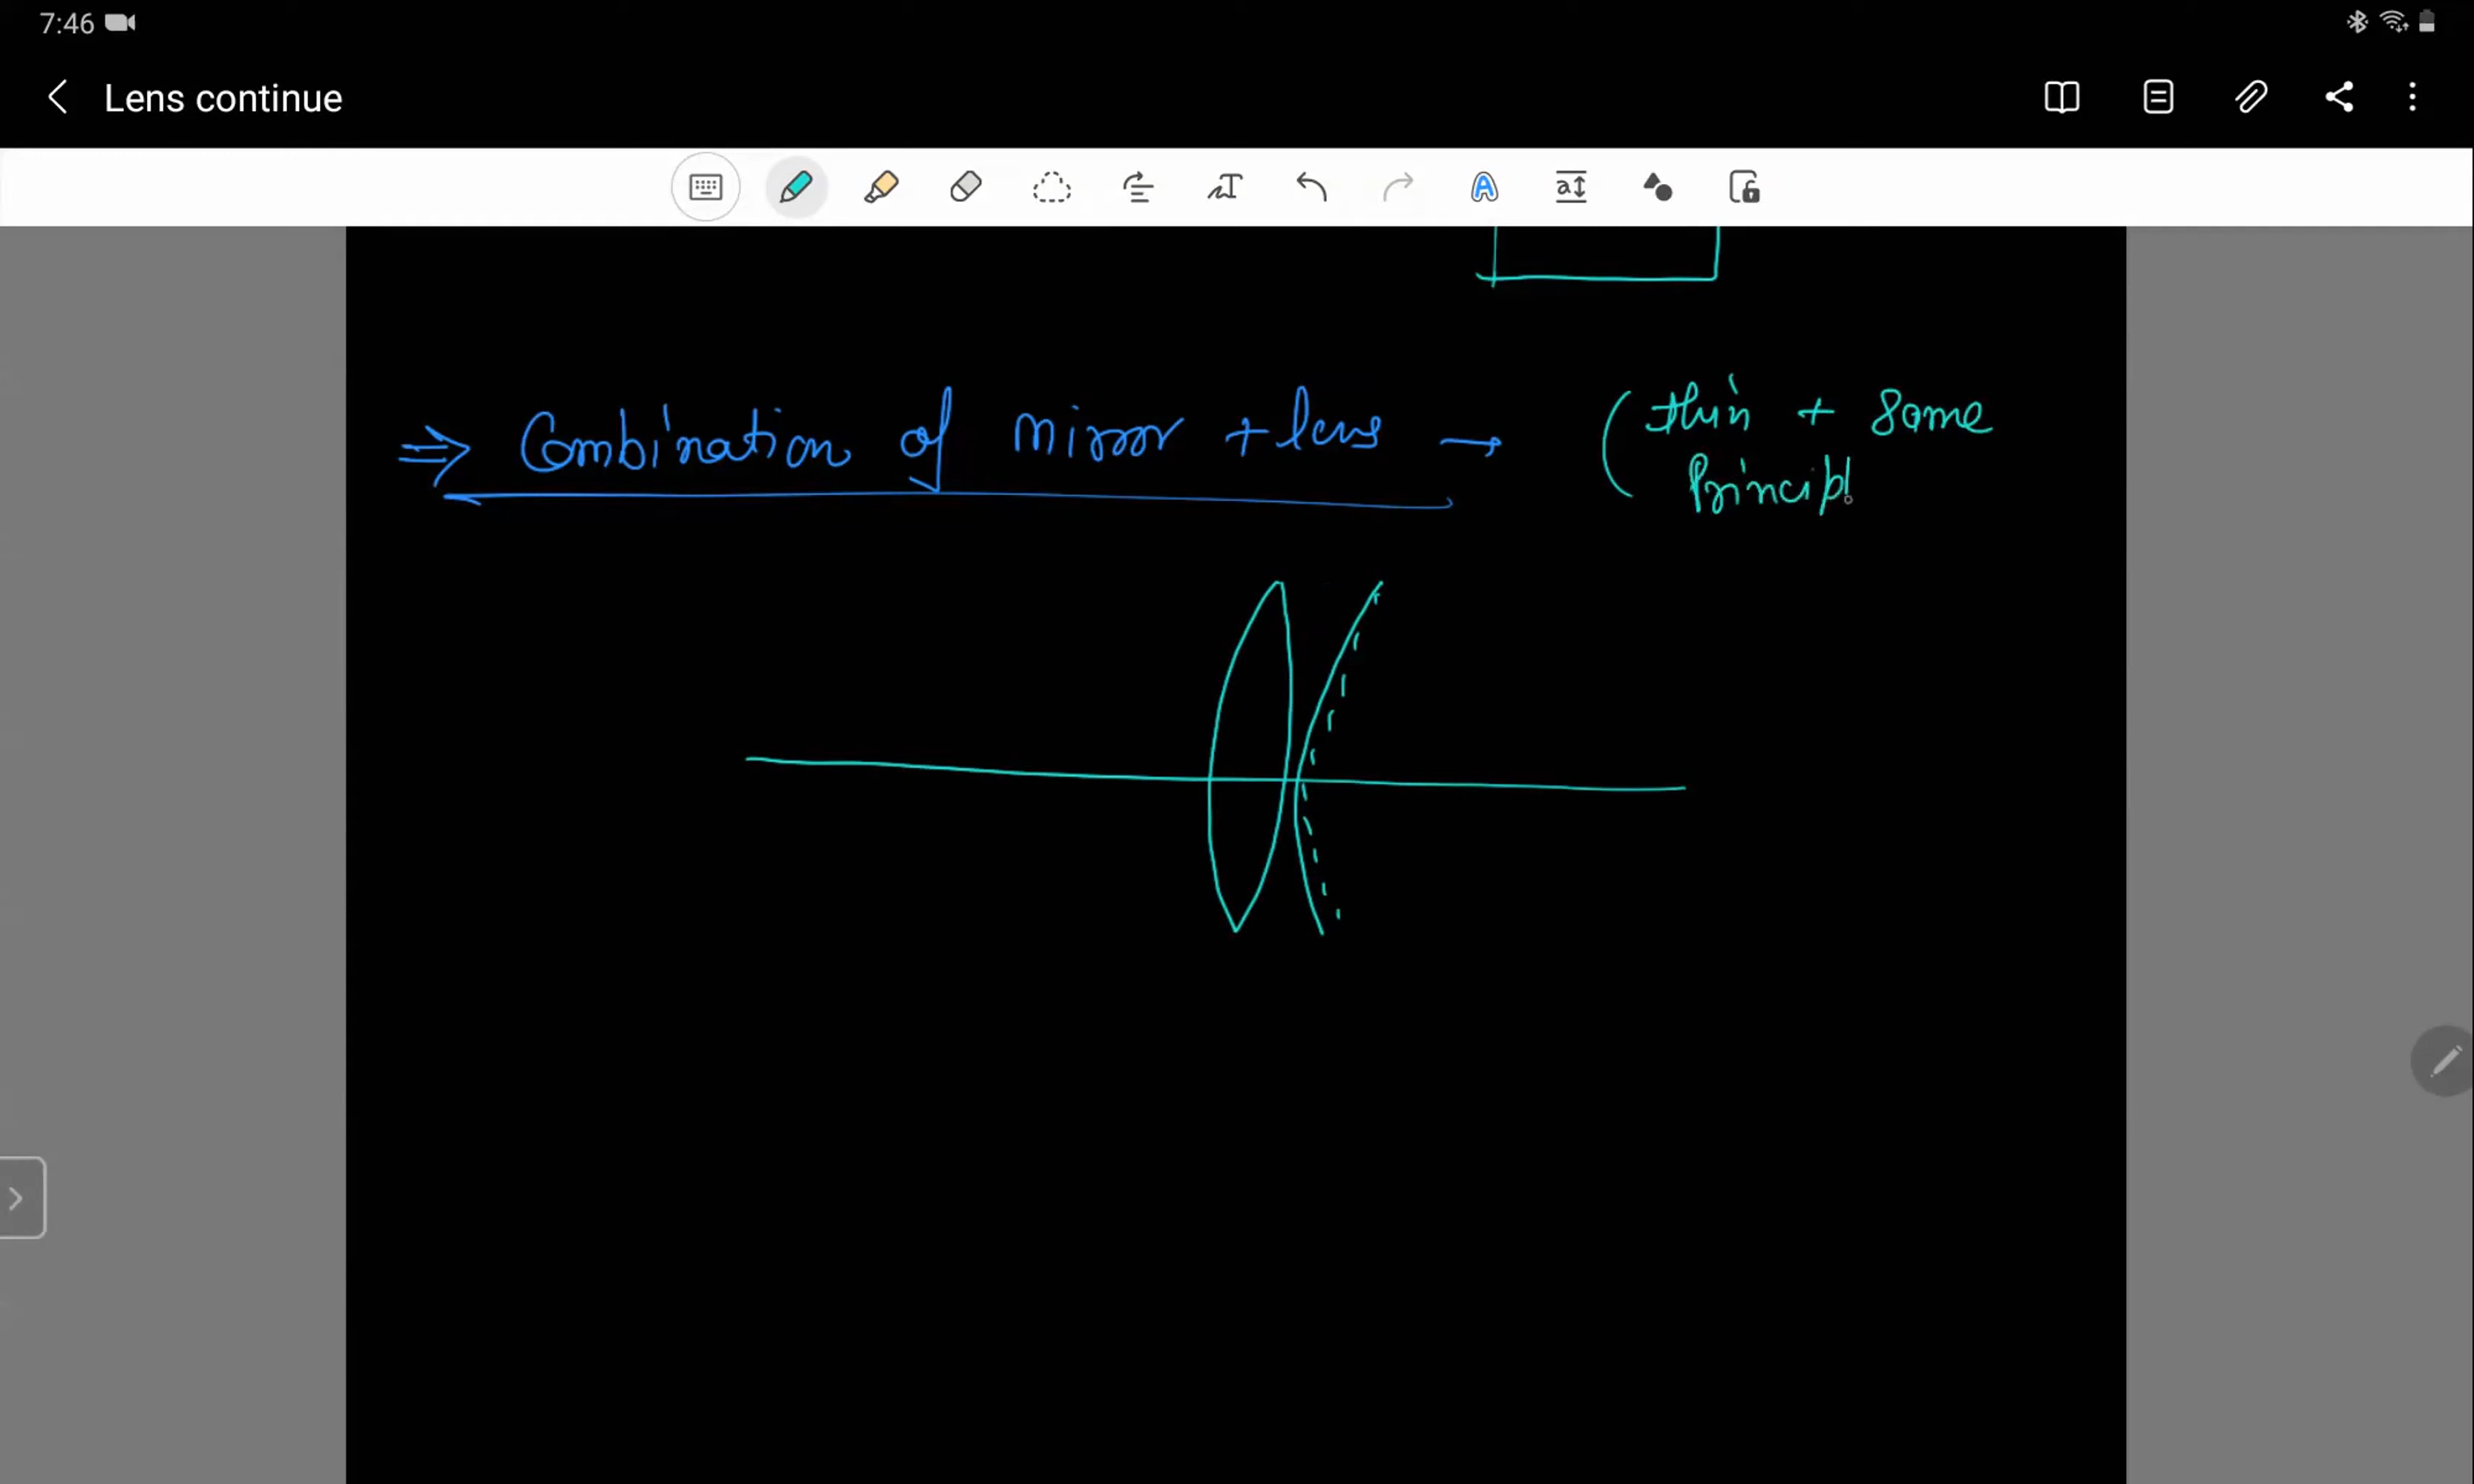 7:46
Lens continue
⇒ Combination of mirror + lens → (thin + Same
Principl